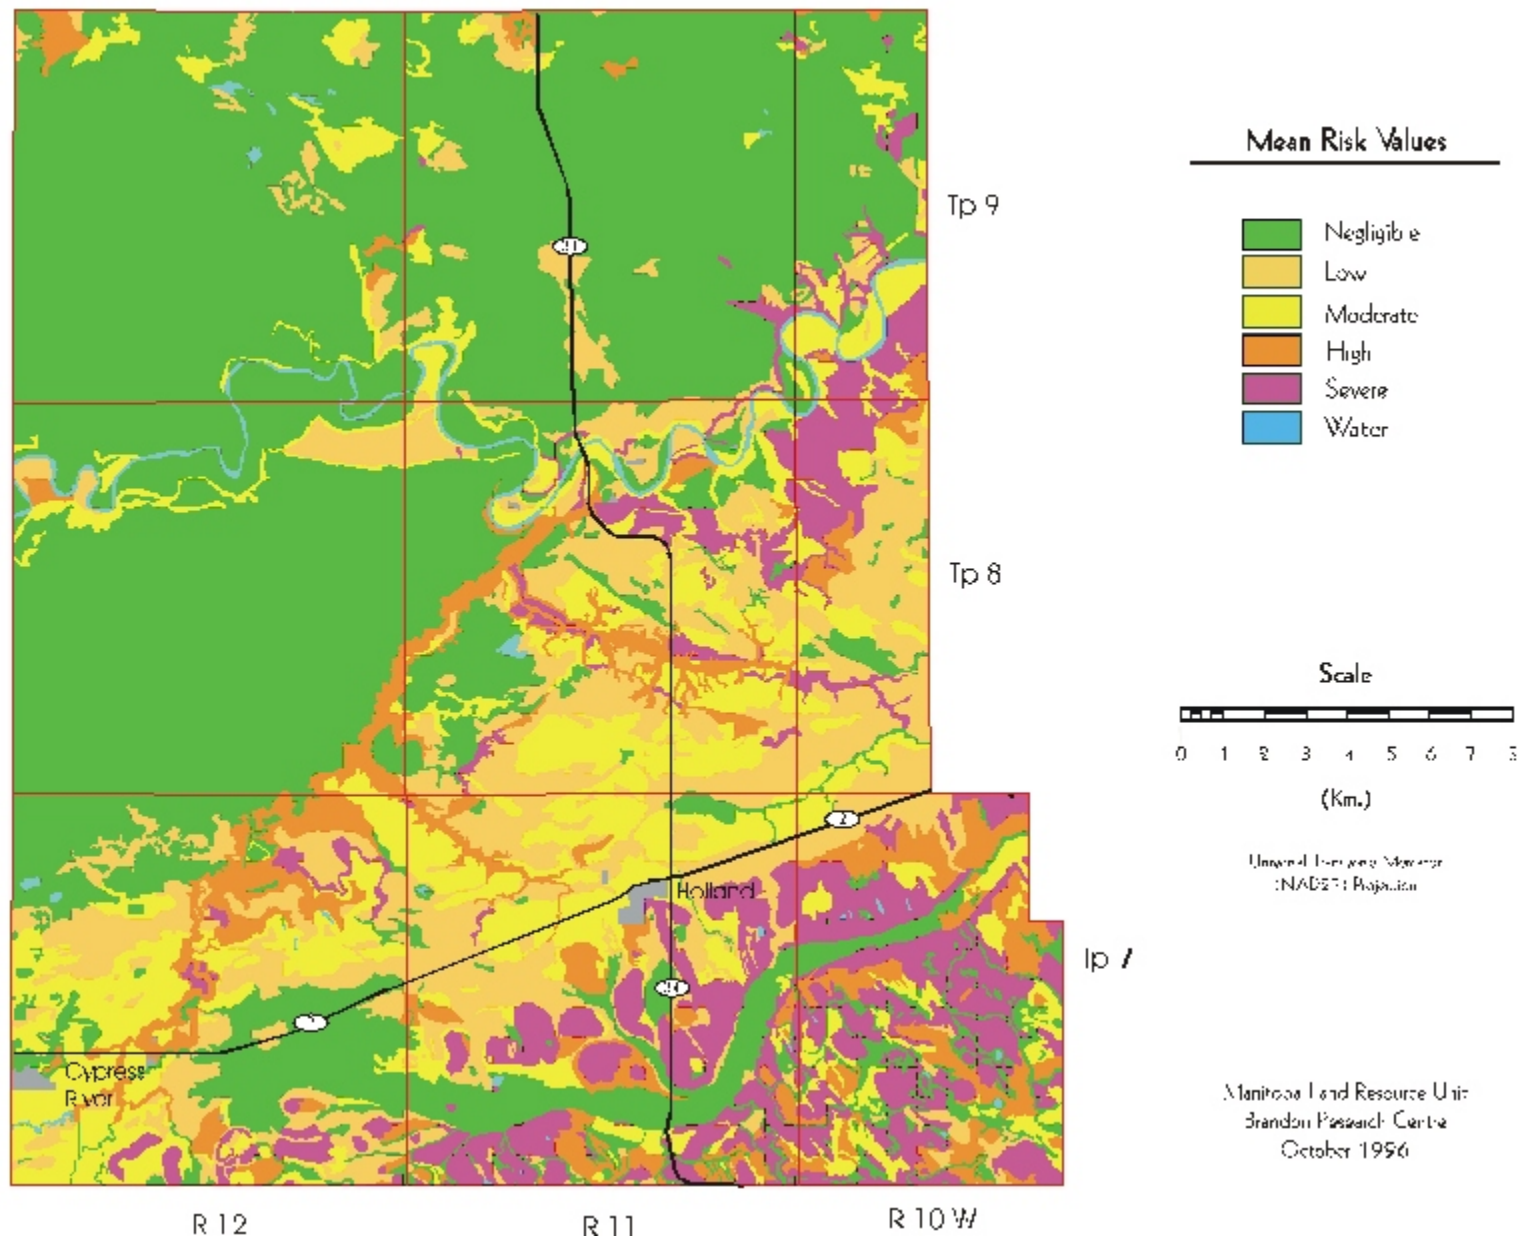 Mean Risk Values
Tp 9
Negligible
Low
Moderate
High
Severe
Water
Tp 8
Scale
0 1 2 3 4 5 6 7 8
(Km.)
2
Holland
Tp 7
Cypress
River
Manitoba Land Resource Unit
Brandon Research Centre
October 1996
R 12
R 11
R 10 W